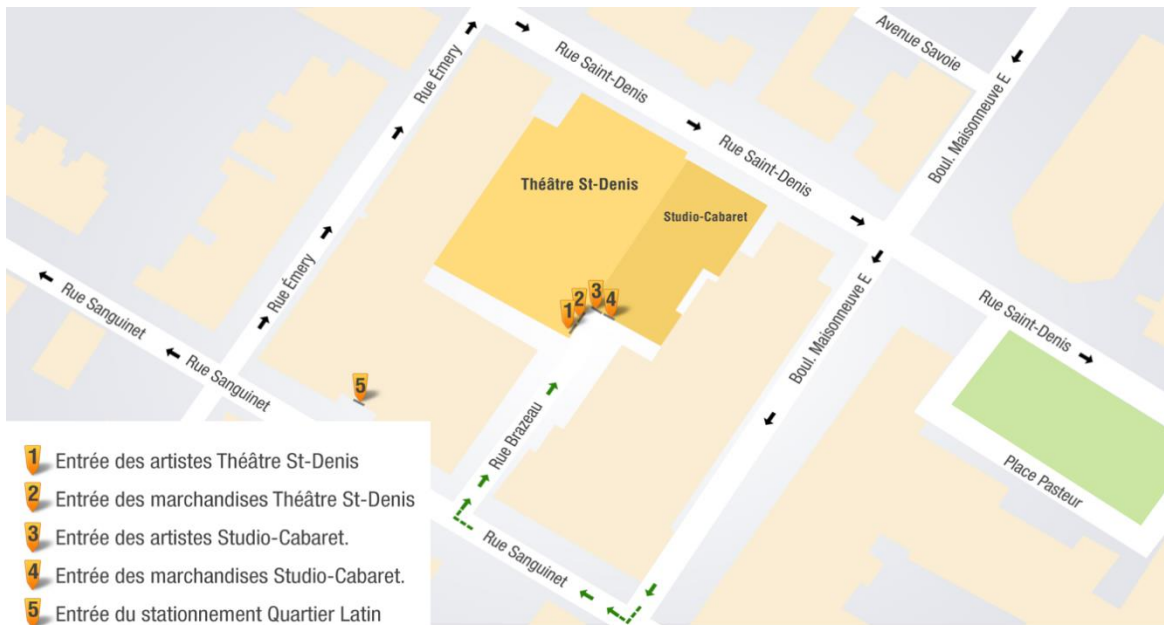 Avenue Savoie
Rue Saint-Denis
Rue Émery
Boul. Maisonneuve E
Rue Saint-Denis
Théâtre St-Denis
Studio-Cabaret
Rue Émery
Rue Sanguinet
1
2
3
4
Boul. Maisonneuve E
Rue Saint-Denis
Rue Sanguinet
5
Rue Brazeau
Place Pasteur
Rue Sanguinet
1 Entrée des artistes Théâtre St-Denis
2 Entrée des marchandises Théâtre St-Denis
3 Entrée des artistes Studio-Cabaret.
4 Entrée des marchandises Studio-Cabaret.
5 Entrée du stationnement Quartier Latin